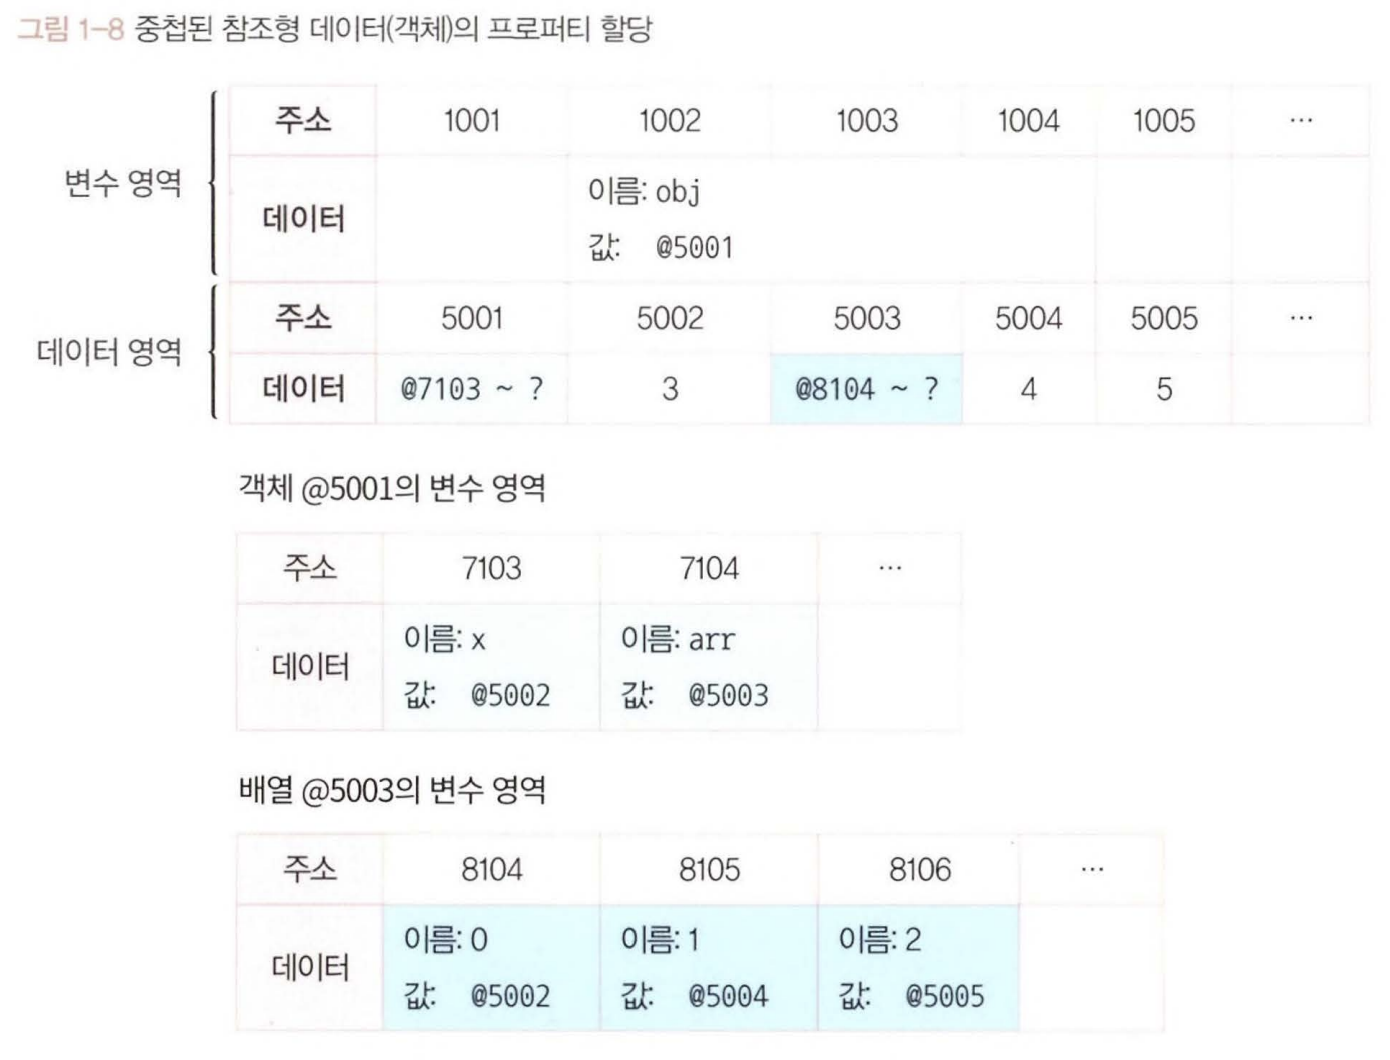 그림 1-8 중첩된 참조형 데이터(객체)의 프로퍼티 할당
변수 영역
주소 1001 1002 1003 1004 1005 ...
데이터
이름: obj
값: @5001
데이터 영역
주소 5001 5002 5003 5004 5005 ...
데이터 @7103 ~ ? 3 @8104 ~ ? 4 5
객체 @5001의 변수 영역
주소 7103 7104 ...
데이터
이름: x 이름: arr
값: @5002 값: @5003
배열 @5003의 변수 영역
주소 8104 8105 8106 ...
데이터
이름: 0 이름: 1 이름: 2
값: @5002 값: @5004 값: @5005